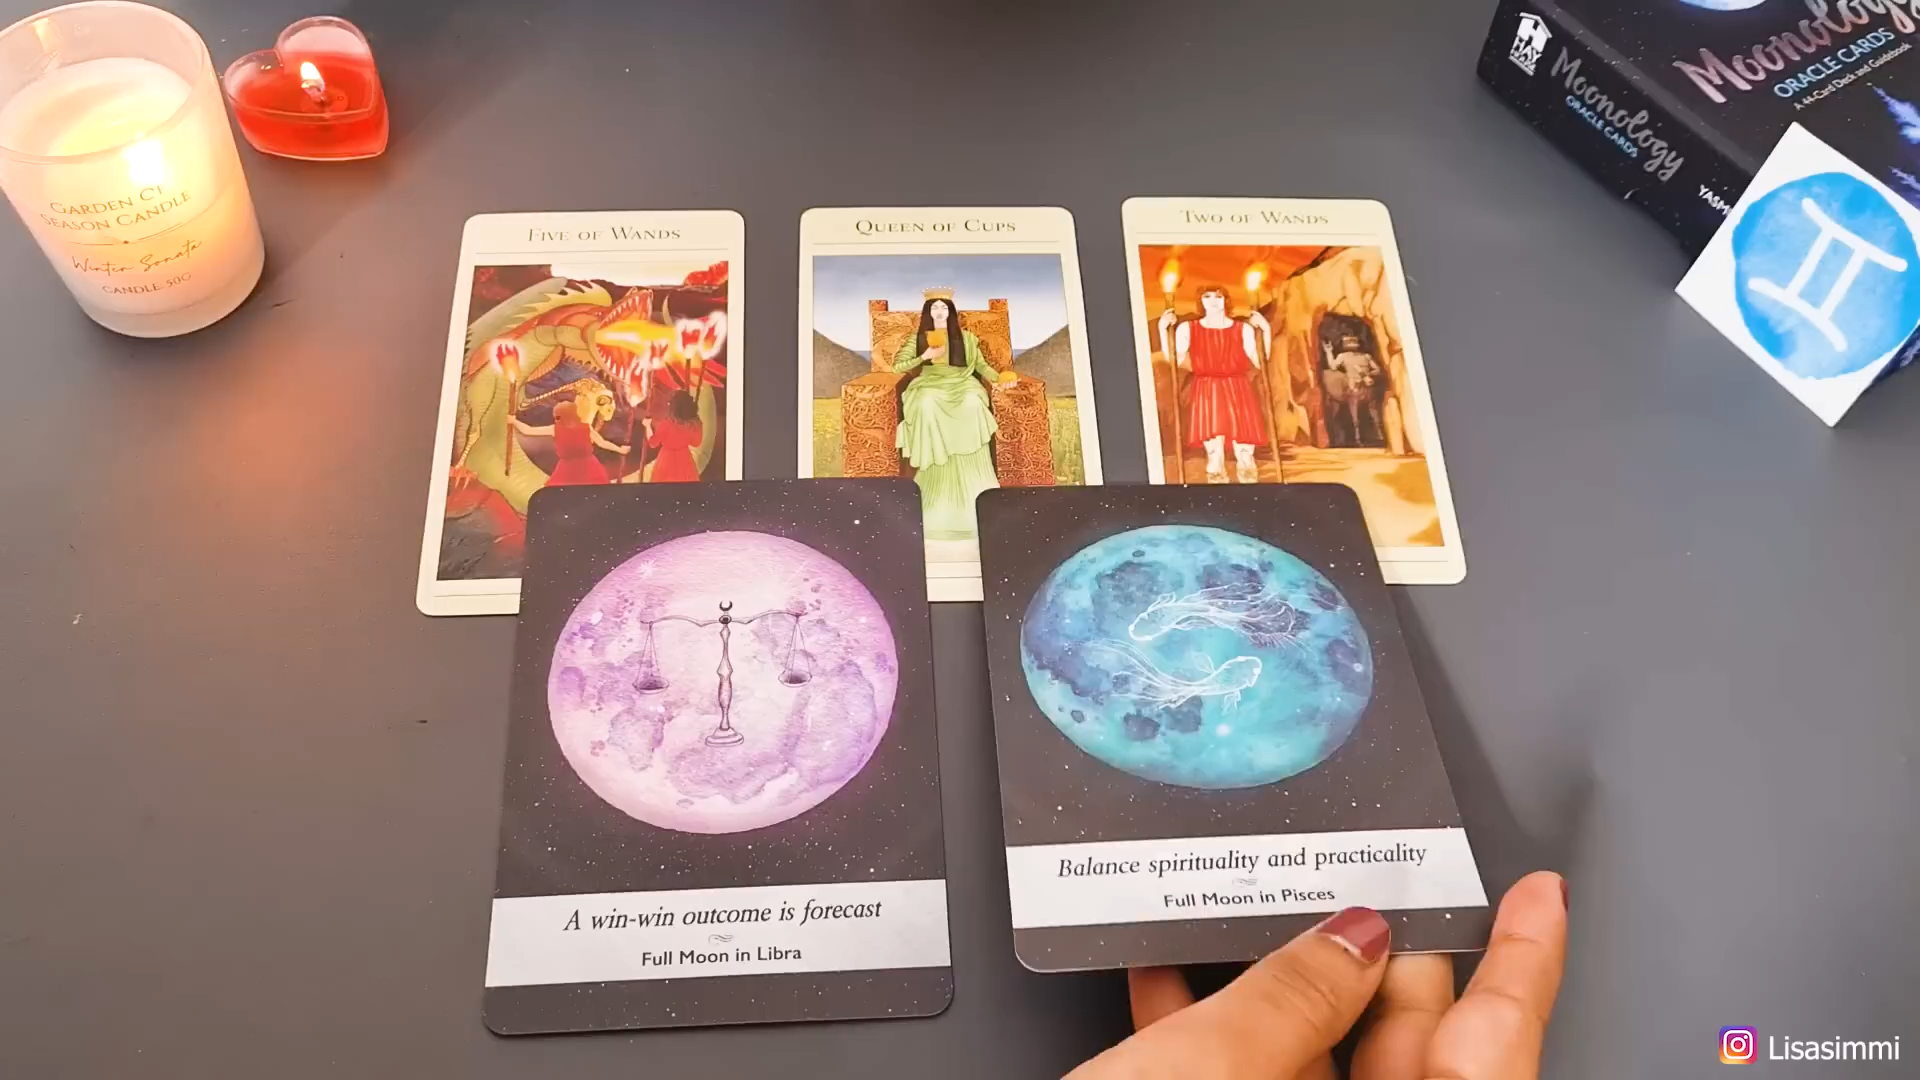 GARDEN
SEASON CANDLE
Winter Sonata
CANDLE 50G
HAY
HOUSE
Moonology
ORACLE CARDS
Moonology
ORACLE CARDS
A 44-Card Deck and Guidebook
FIVE OF WANDS
QUEEN OF CUPS
TWO OF WANDS
A win-win outcome is forecast
Full Moon in Libra
Balance spirituality and practicality
Full Moon in Pisces
Lisasimmi